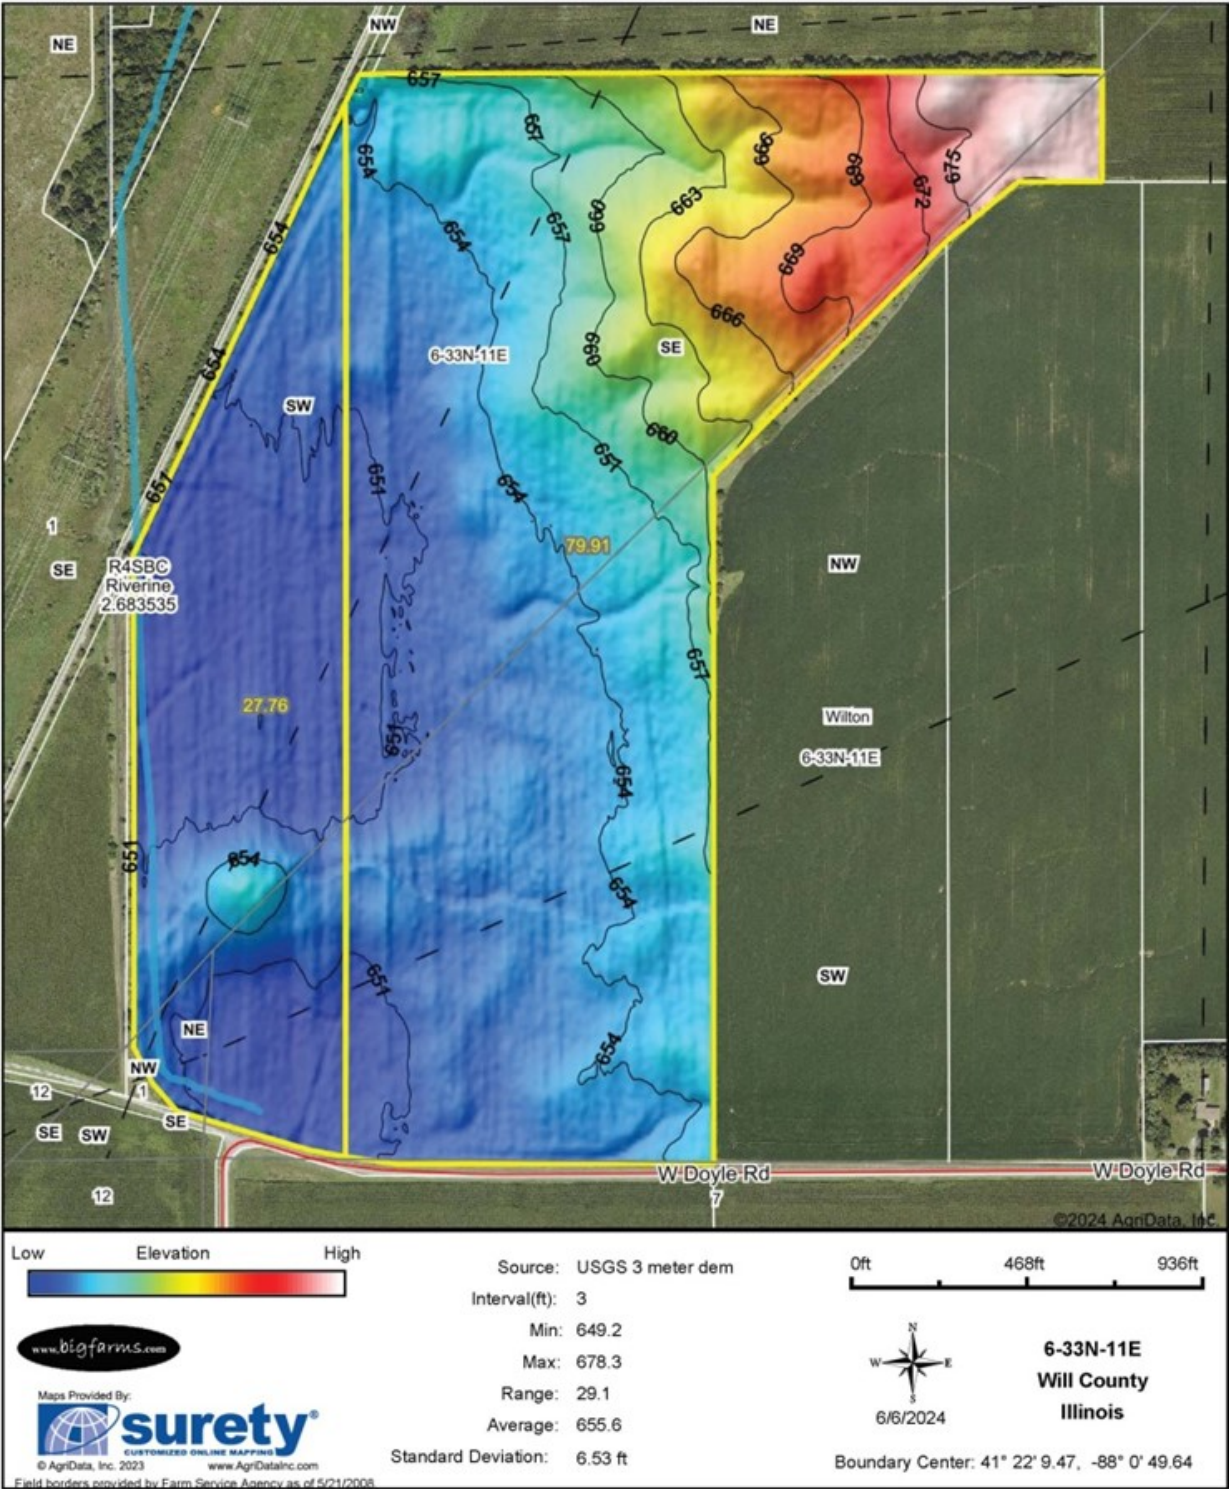 NW
NE
NE
657
657
654
666
669
675
672
663
660
657
654
654
669
666
654
6-33N-11E
660
SE
SW
660
651
654
651
651
79.91
1
SE
R4SBC
Riverine
2.683535
NW
657
27.76
Wilton
6-33N-11E
651
654
651
654
654
651
SW
NE
654
NW
1
12
SE
SW
SE
12
W Doyle Rd
W Doyle Rd
7
©2024 AgriData, Inc.
Low Elevation High
Source: USGS 3 meter dem
Interval(ft): 3
Min: 649.2
Max: 678.3
Range: 29.1
Average: 655.6
Standard Deviation: 6.53 ft
0ft 468ft 936ft
www.bigfarms.com
Maps Provided By:
surety®
CUSTOMIZED ONLINE MAPPING
© AgriData, Inc. 2023 www.AgriDataInc.com
Field borders provided by Farm Service Agency as of 5/21/2008.
N
W E
S
6/6/2024
6-33N-11E
Will County
Illinois
Boundary Center: 41° 22' 9.47, -88° 0' 49.64